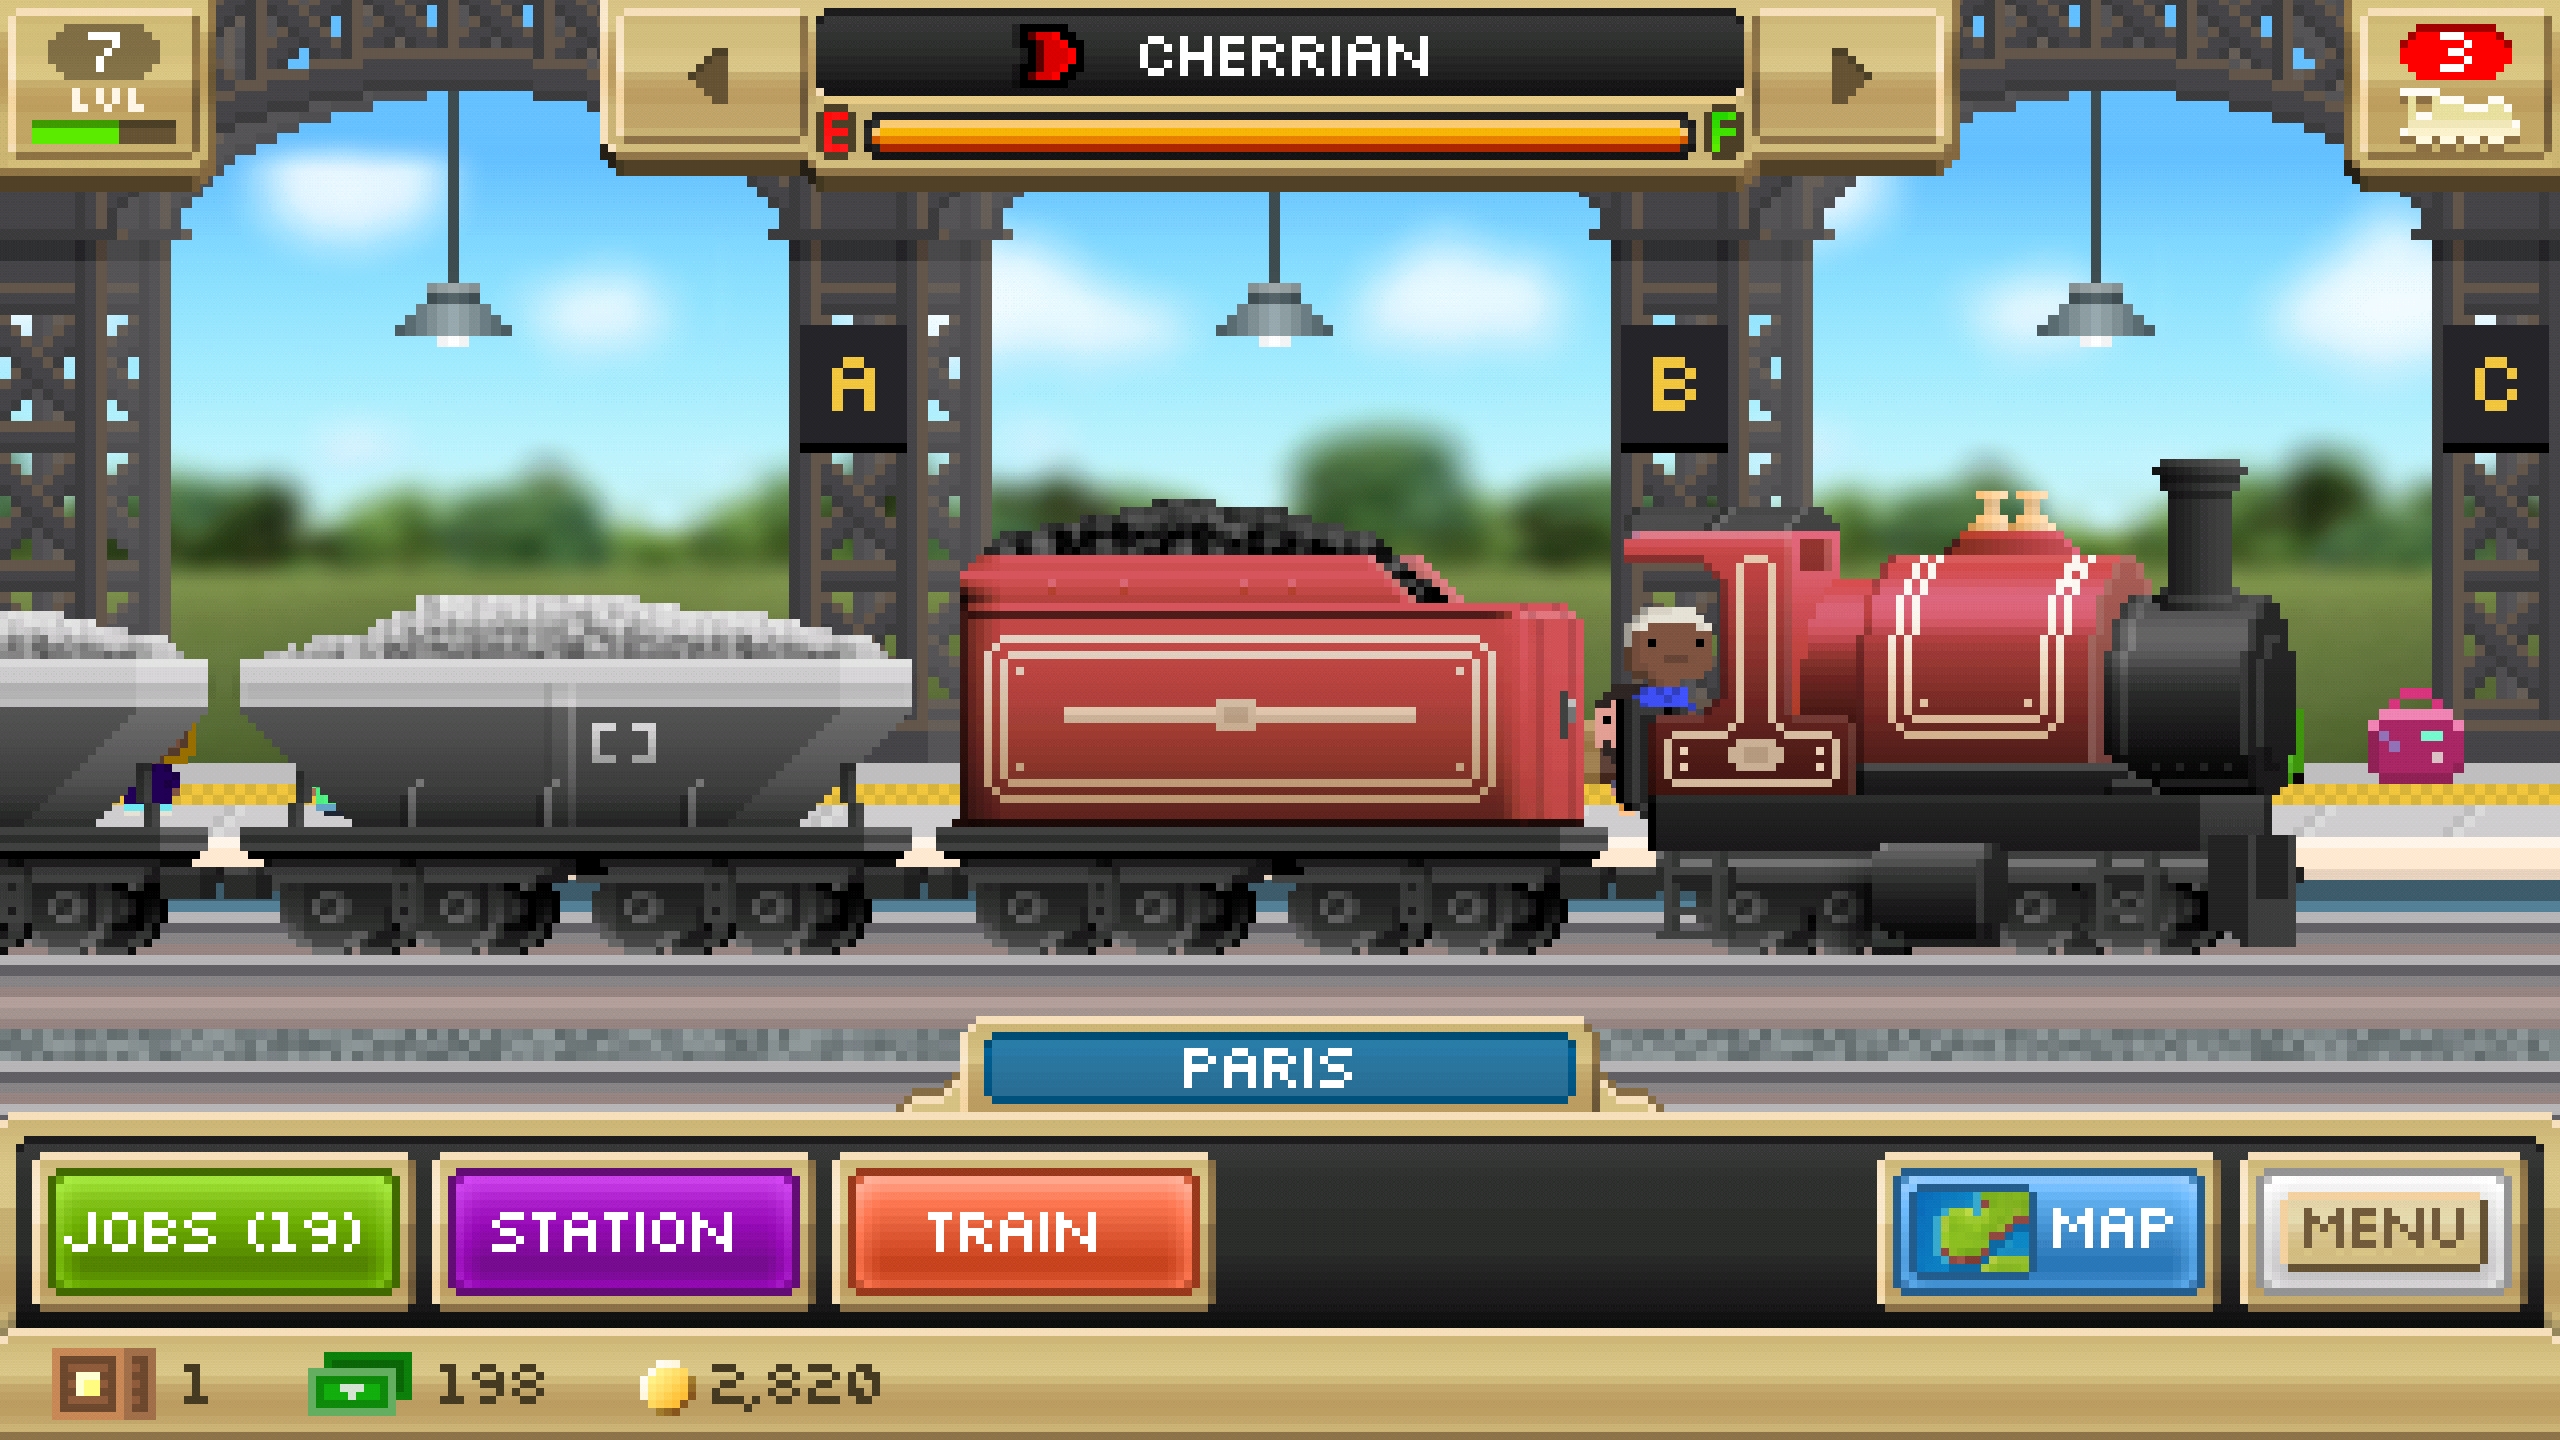 7
LVL
CHERRIAN
E F
3
A
B
C
PARIS
JOBS (19)
STATION
TRAIN
MAP
MENU
1
198
2,820